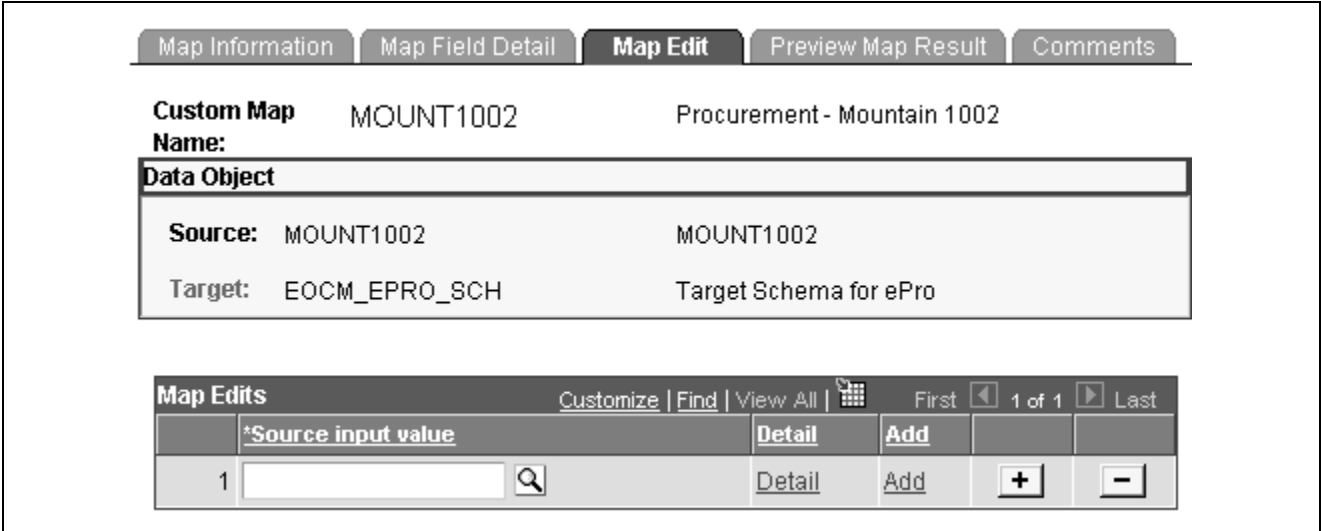 Map Information Map Field Detail Map Edit Preview Map Result Comments
Custom Map Name: MOUNT1002 Procurement - Mountain 1002
Data Object
Source: MOUNT1002 MOUNT1002
Target: EOCM_EPRO_SCH Target Schema for ePro
Map Edits Customize | Find | View All | First 1 of 1 Last
*Source input value Detail Add
1 Detail Add + -